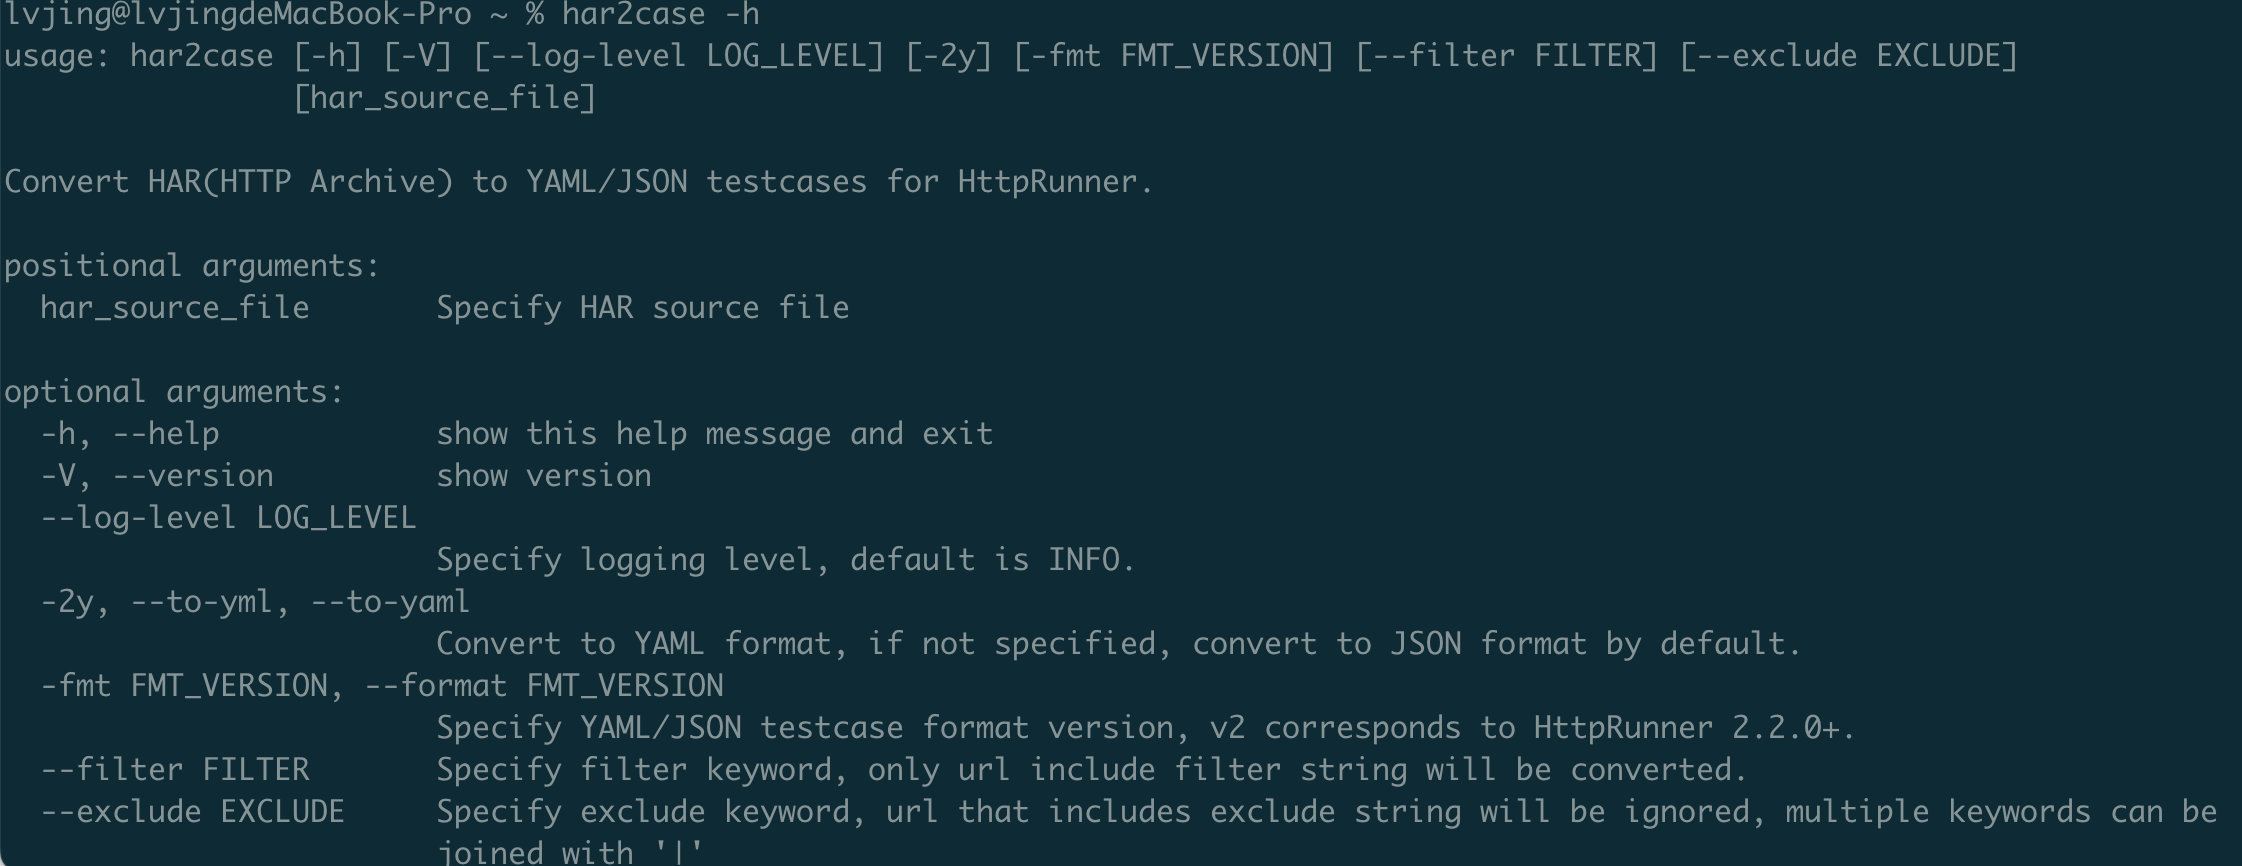 lvjing@lvjingdeMacBook-Pro ~ % har2case -h
usage: har2case [-h] [-V] [--log-level LOG_LEVEL] [-2y] [-fmt FMT_VERSION] [--filter FILTER] [--exclude EXCLUDE]
                [har_source_file]

Convert HAR(HTTP Archive) to YAML/JSON testcases for HttpRunner.

positional arguments:
  har_source_file       Specify HAR source file

optional arguments:
  -h, --help            show this help message and exit
  -V, --version         show version
  --log-level LOG_LEVEL
                        Specify logging level, default is INFO.
  -2y, --to-yml, --to-yaml
                        Convert to YAML format, if not specified, convert to JSON format by default.
  -fmt FMT_VERSION, --format FMT_VERSION
                        Specify YAML/JSON testcase format version, v2 corresponds to HttpRunner 2.2.0+.
  --filter FILTER       Specify filter keyword, only url include filter string will be converted.
  --exclude EXCLUDE     Specify exclude keyword, url that includes exclude string will be ignored, multiple keywords can be
                        joined with '|'